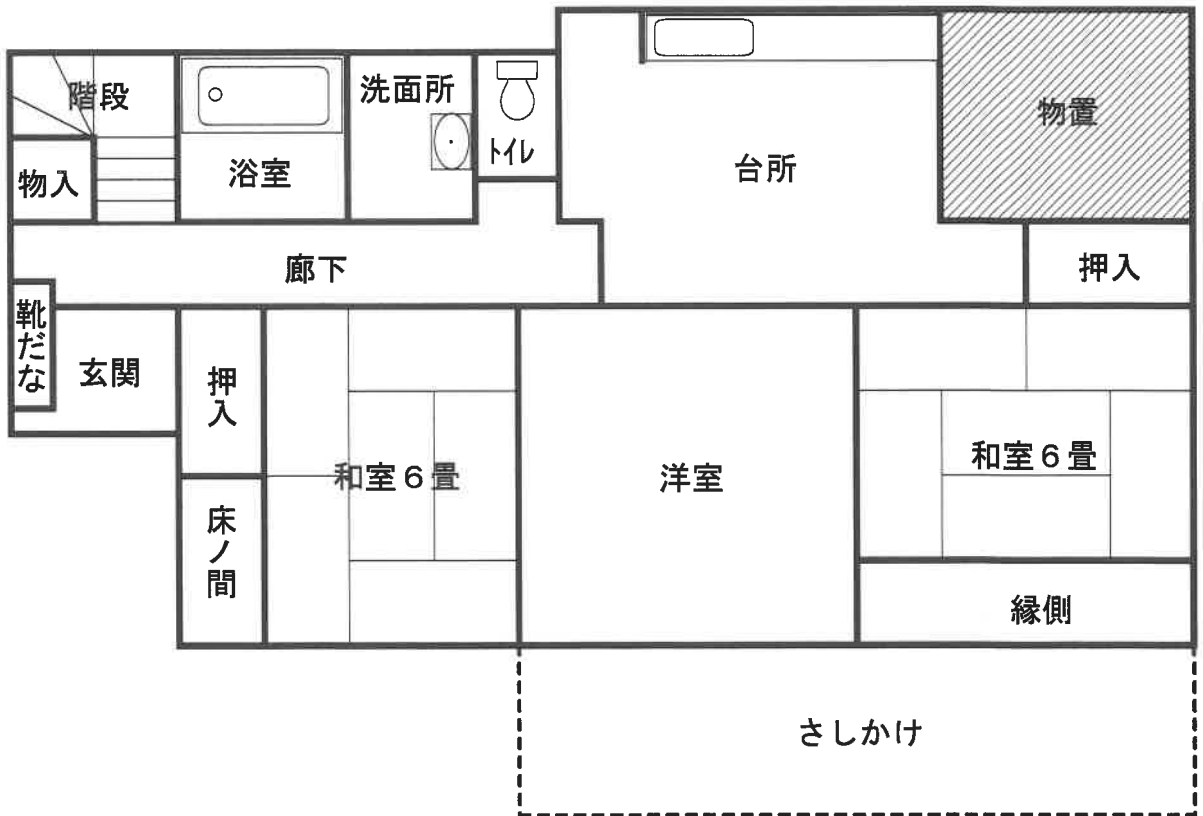 階段
洗面所
トイレ
物置
物入
浴室
台所
廊下
押入
靴だな
玄関
押入
和室6畳
洋室
和室6畳
床ノ間
縁側
さしかけ